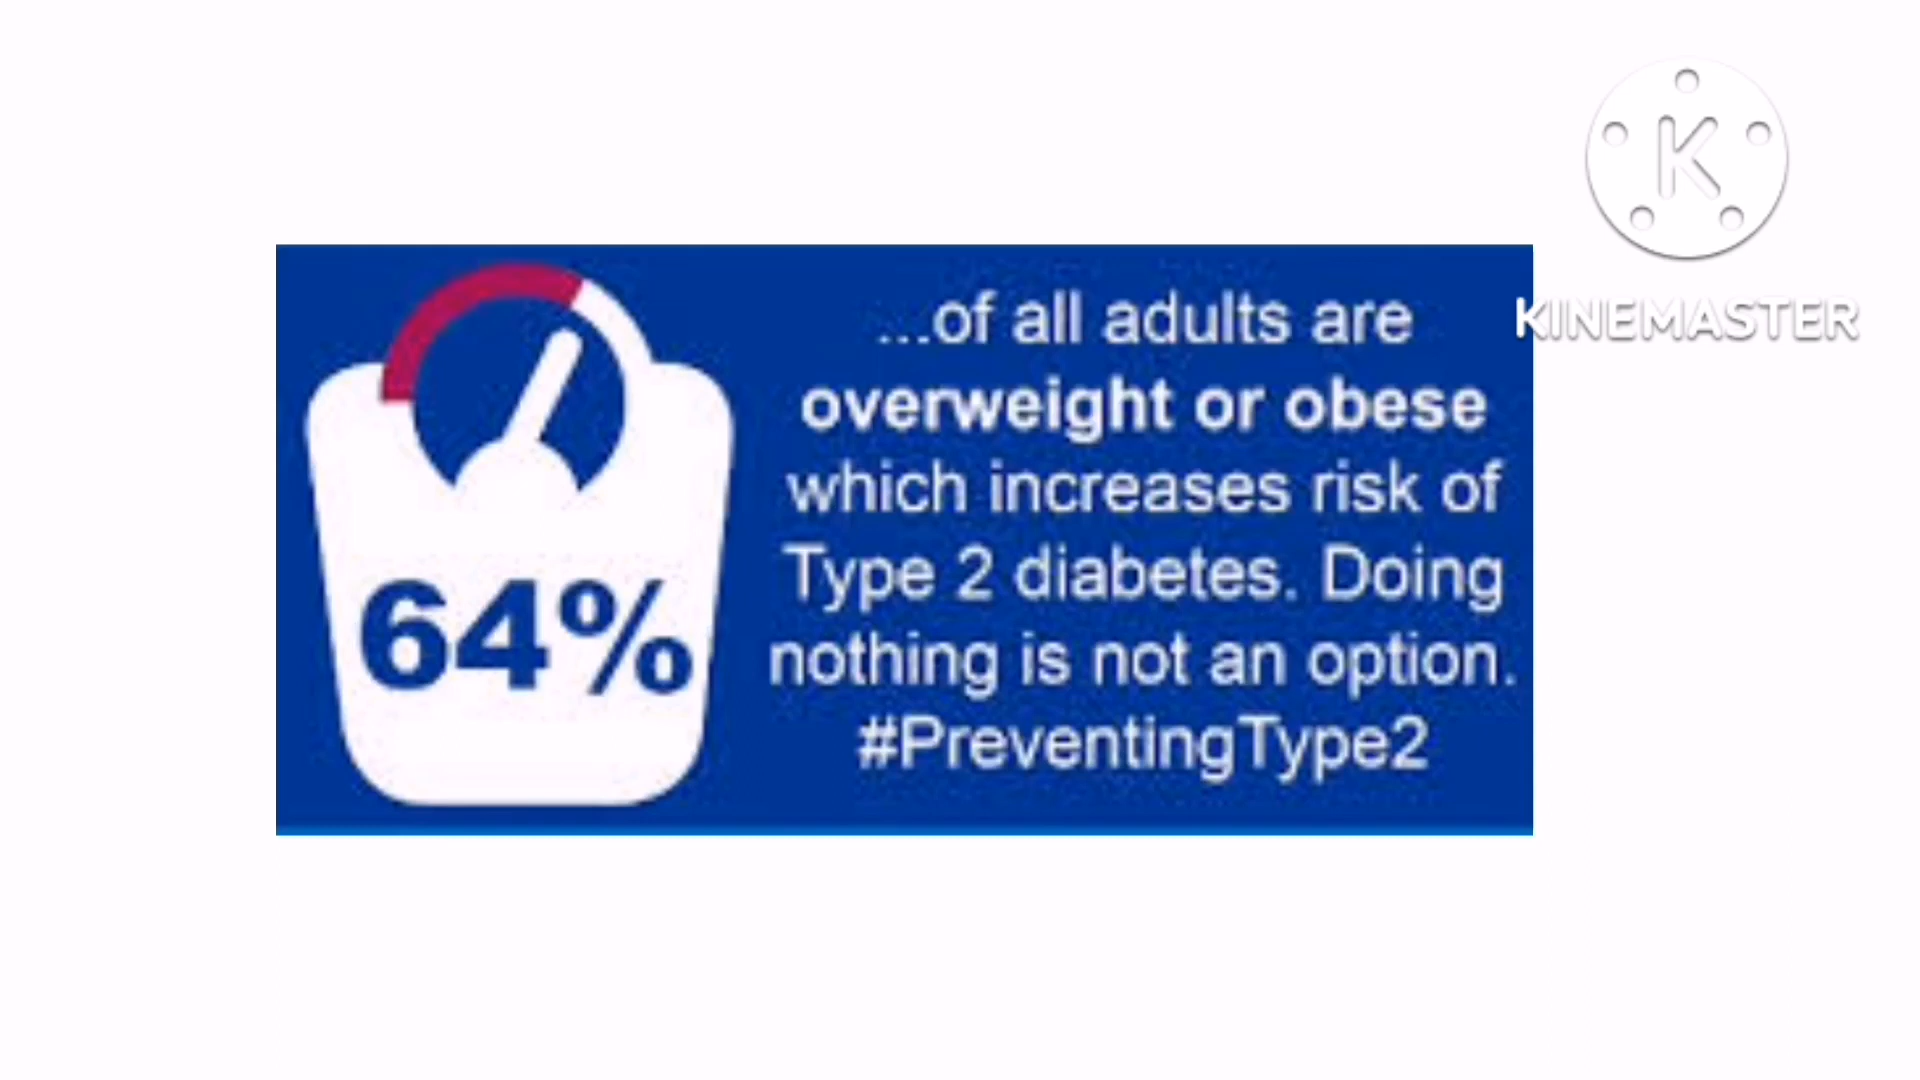 K
KINEMASTER
64%
...of all adults are
overweight or obese
which increases risk of
Type 2 diabetes. Doing
nothing is not an option.
#PreventingType2